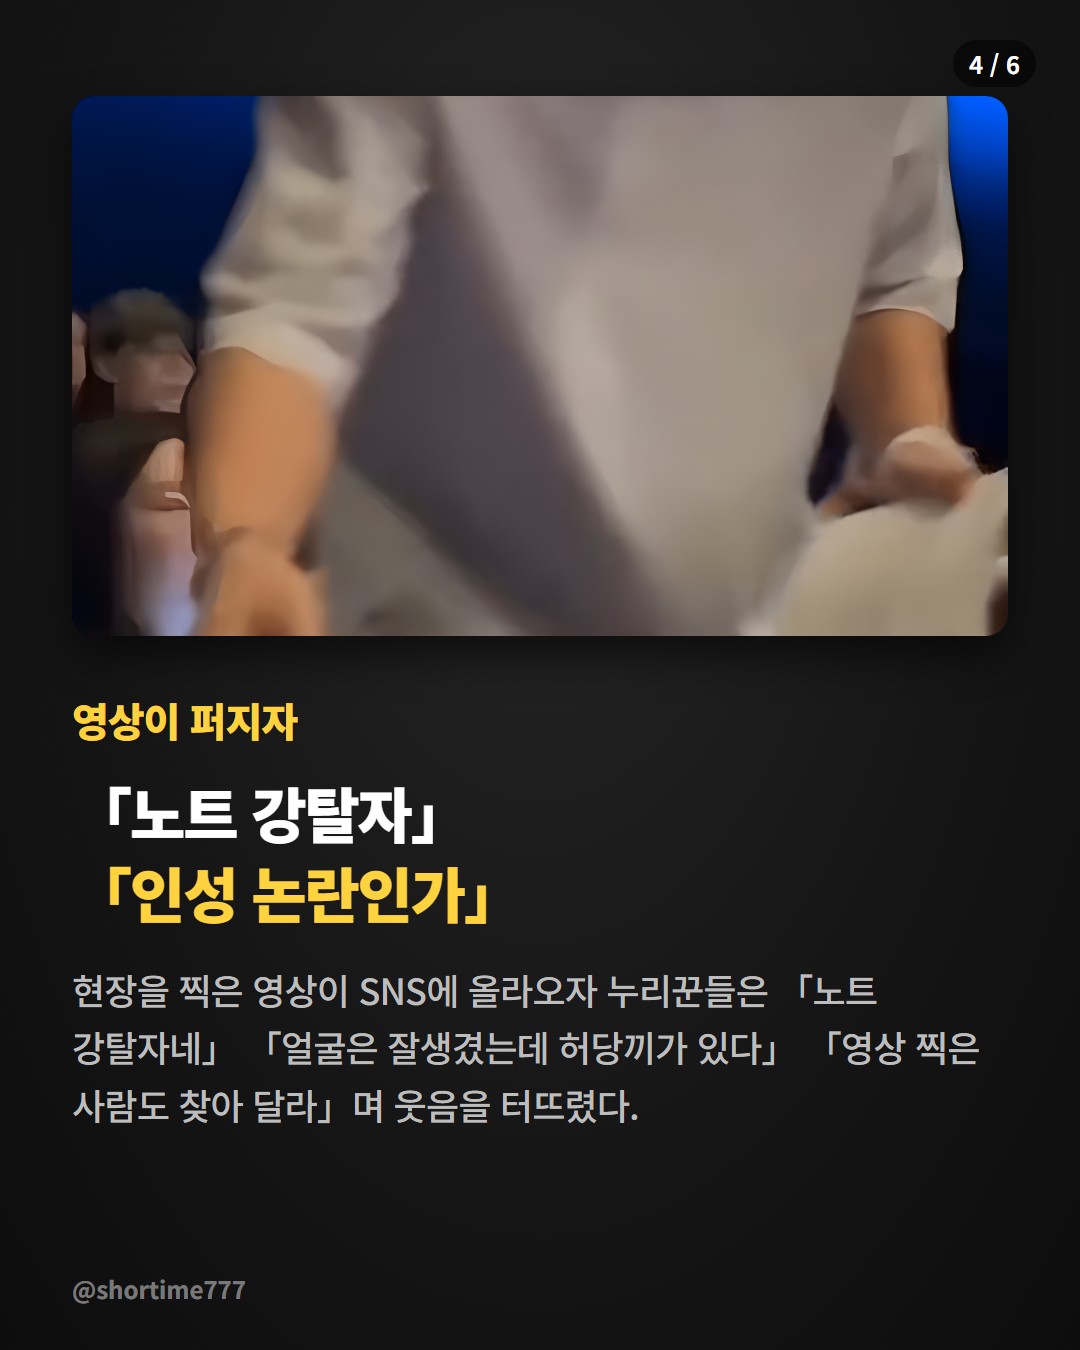 4 / 6
영상이 퍼지자
「노트 강탈자」
「인성 논란인가」
현장을 찍은 영상이 SNS에 올라오자 누리꾼들은 「노트
강탈자네」 「얼굴은 잘생겼는데 허당끼가 있다」 「영상 찍은
사람도 찾아 달라」며 웃음을 터뜨렸다.
@shortime777